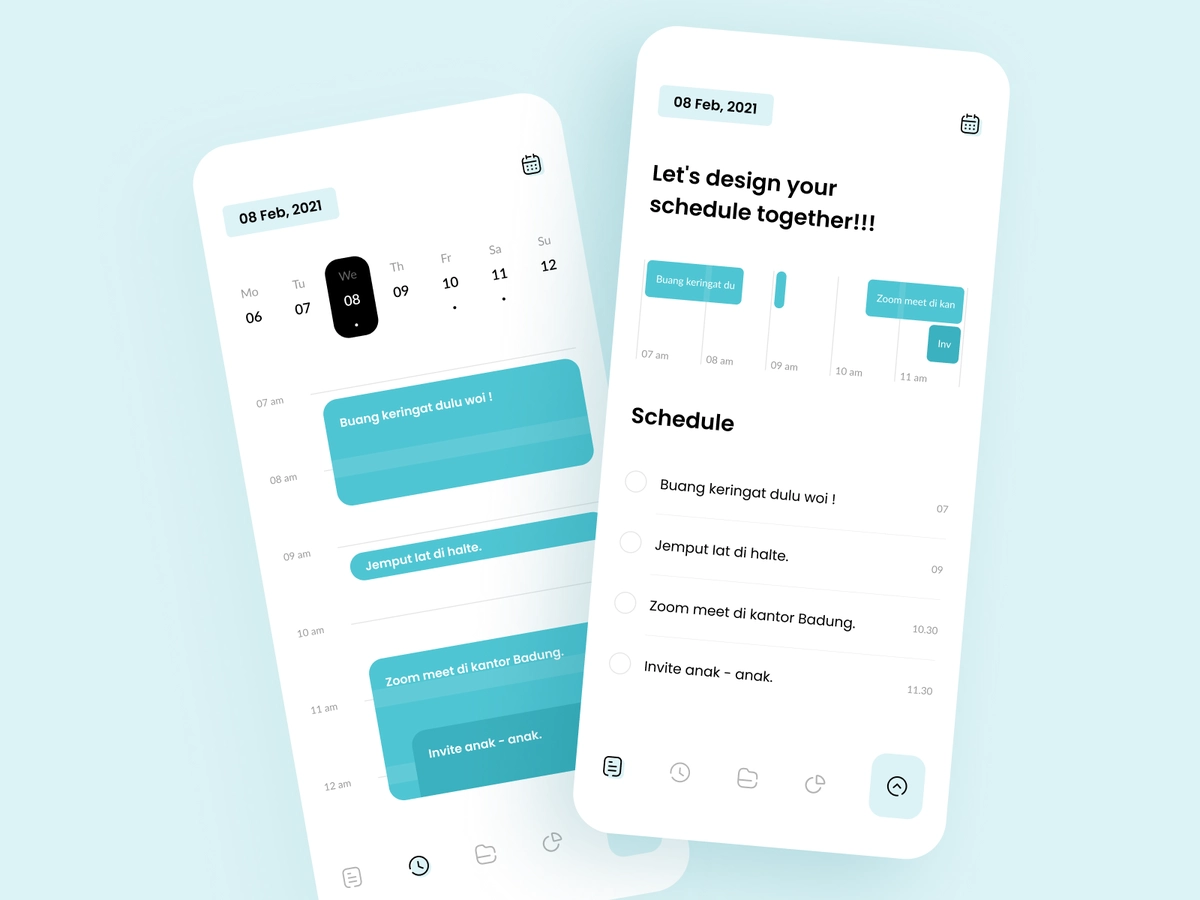 08 Feb, 2021
Mo Tu We Th Fr Sa Su
06 07 08 09 10 11 12
07 am
Buang keringat dulu woi !
08 am
09 am
Jemput Iat di halte.
10 am
Zoom meet di kantor Badung.
11 am
Invite anak - anak.
12 am
08 Feb, 2021
Let's design your
schedule together!!!
Buang keringat du
Zoom meet di kan
Inv
07 am 08 am 09 am 10 am 11 am
Schedule
Buang keringat dulu woi !
07
Jemput Iat di halte.
09
Zoom meet di kantor Badung.
10.30
Invite anak - anak.
11.30